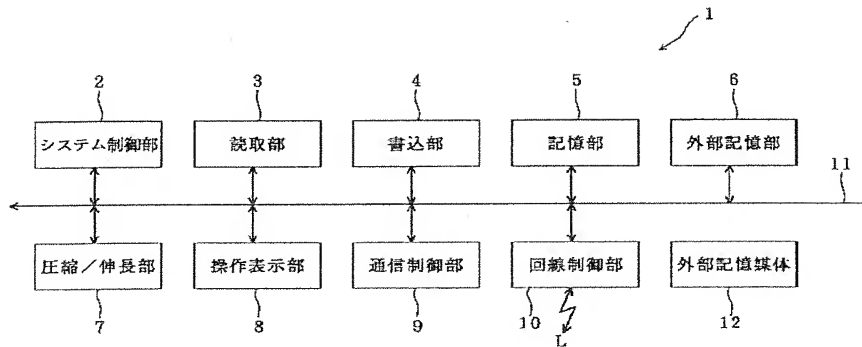 1
2 3 4 5 6
システム制御部 読取部 書込部 記憶部 外部記憶部
11
圧縮／伸長部 操作表示部 通信制御部 回線制御部 外部記憶媒体
7 8 9 10 12
L